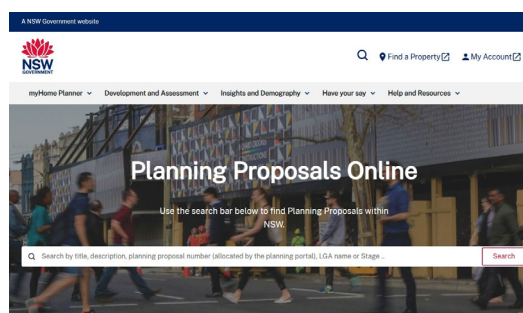 A NSW Government website
NSW
GOVERNMENT
Find a Property
My Account
myHome Planner
Development and Assessment
Insights and Demography
Have your say
Help and Resources
Planning Proposals Online
Use the search bar below to find Planning Proposals within
NSW.
Search by title, description, planning proposal number (allocated by the planning portal), LGA name or Stage ..
Search